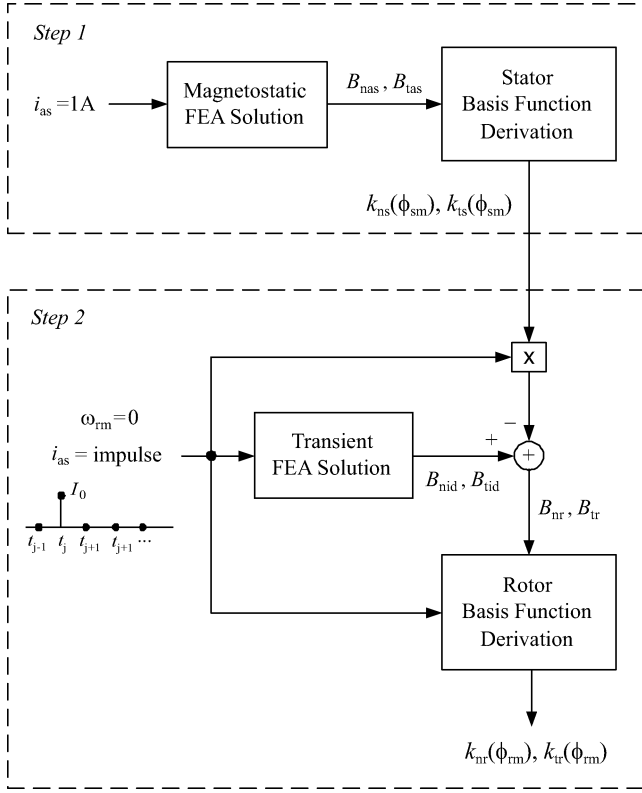 Step 1
i_as =1A
Magnetostatic
FEA Solution
B_nas , B_tas
Stator
Basis Function
Derivation
k_ns(ϕ_sm), k_ts(ϕ_sm)
Step 2
x
ω_rm=0
i_as = impulse
Transient
FEA Solution
− 
+
+
B_nid , B_tid
I_0
t_j-1 t_j t_j+1 t_j+1 ...
B_nr , B_tr
Rotor
Basis Function
Derivation
k_nr(ϕ_rm), k_tr(ϕ_rm)